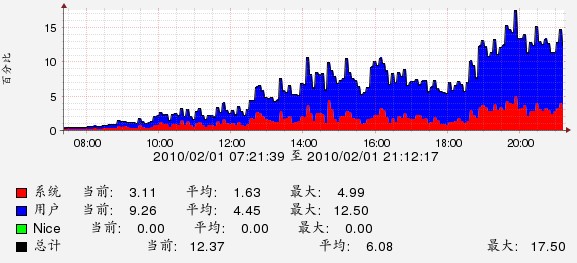 15
10
5
0
百分比
08:00 10:00 12:00 14:00 16:00 18:00 20:00
2010/02/01 07:21:39 至 2010/02/01 21:12:17
系统 当前: 3.11 平均: 1.63 最大: 4.99
用户 当前: 9.26 平均: 4.45 最大: 12.50
Nice 当前: 0.00 平均: 0.00 最大: 0.00
总计 当前: 12.37 平均: 6.08 最大: 17.50